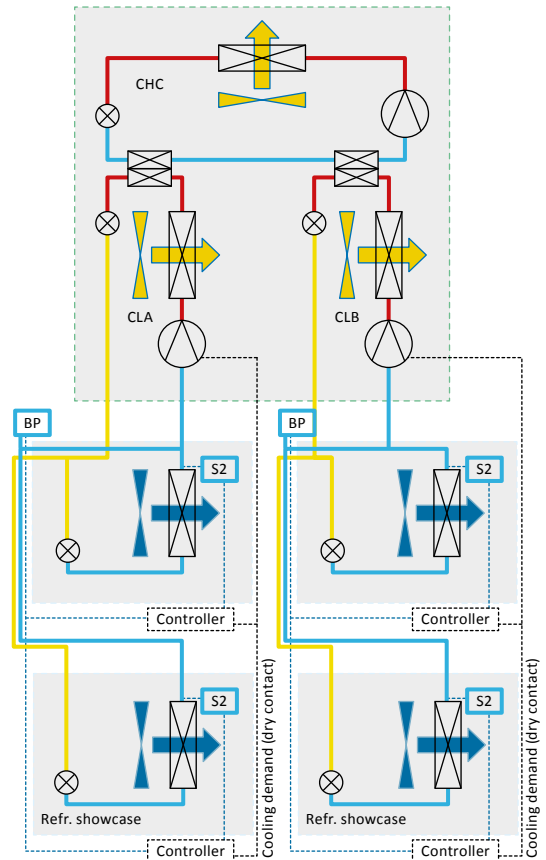 CHC
CLA
CLB
BP
BP
S2
S2
Controller
Controller
S2
S2
Cooling demand (dry contact)
Cooling demand (dry contact)
Refr. showcase
Refr. showcase
Controller
Controller